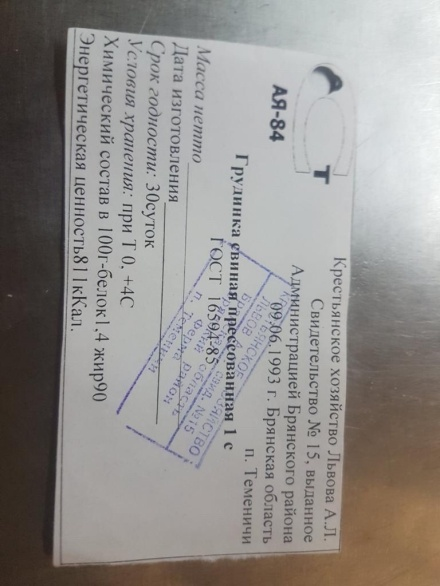 Крестьянское хозяйство Львова А.Л.
Свидетельство № 15, выданное
Администрацией Брянского района
09.06.1993 г. Брянская область
п. Теменичи
Ст
АЯ-84
Грудинка свиная прессованная 1 с
ГОСТ 16594-85
Масса нетто
Дата изготовления
Срок годности: 30суток
Условия хранения: при Т 0, +4С
Химический состав в 100г-белок1,4 жир90
Энергетическая ценность811кКал.